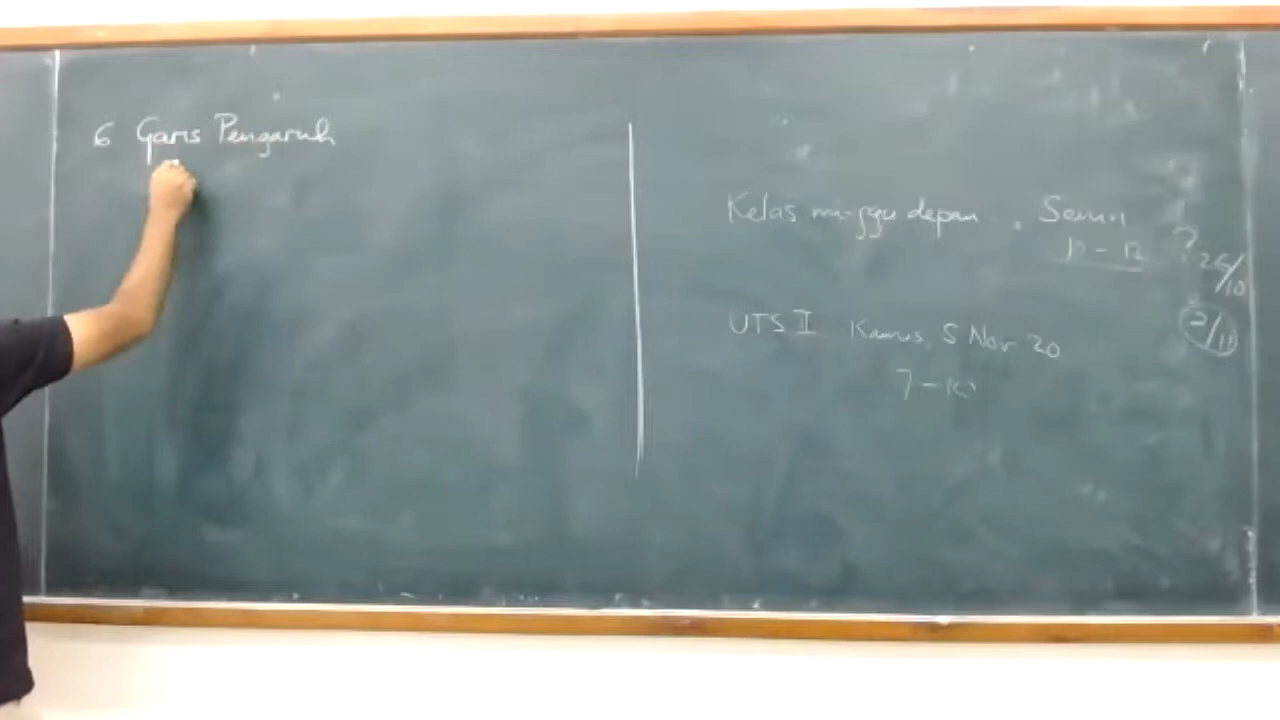 6 Garis Pengaruh
Kelas minggu depan . Senin
10 - 12 ? 26/10
2/11
UTS II Kamis, 5 Nov 20
7-10